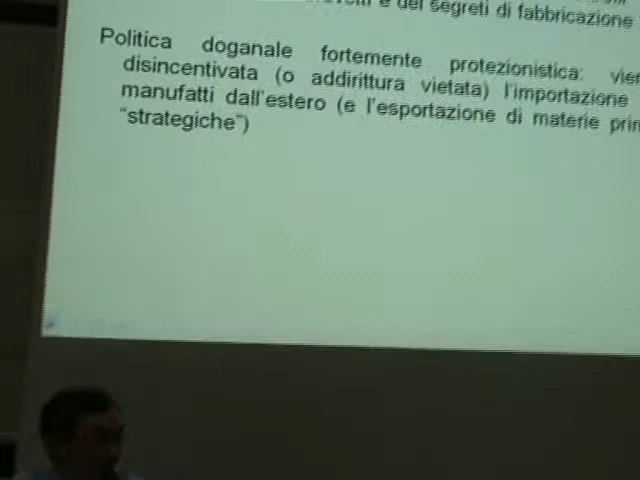 e dei segreti di fabbricazione
Politica doganale fortemente protezionistica:
disincentivata (o addirittura vietata) l'importazione
manufatti dall'estero (e l'esportazione di materie
"strategiche")